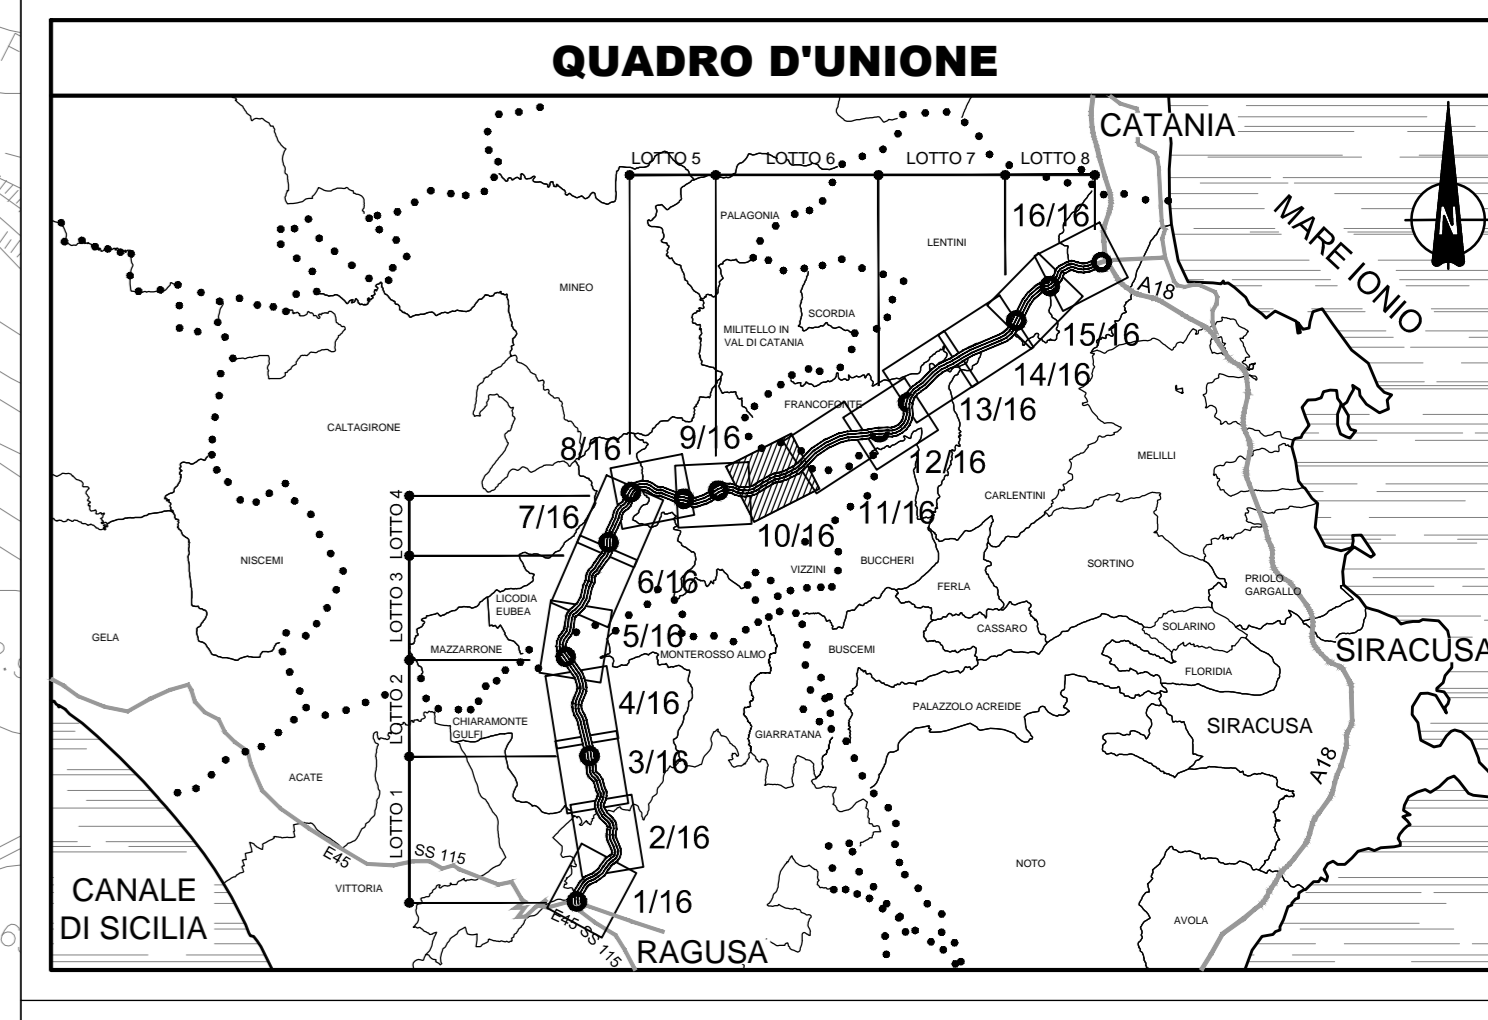 QUADRO D'UNIONE
CATANIA
LOTTO 5
LOTTO 6
LOTTO 7
LOTTO 8
16/16
MARE IONIO
N
PALAGONIA
LENTINI
MINEO
A18
SCORDIA
MILITELLO IN
VAL DI CATANIA
15/16
14/16
FRANCOFONTE
13/16
CALTAGIRONE
8/16
9/16
12/16
MELILLI
CARLENTINI
LOTTO 4
7/16
11/16
10/16
NISCEMI
VIZZINI
BUCCHERI
SORTINO
6/16
FERLA
PRIOLO
GARGALLO
LOTTO 3
LICODIA
EUBEA
GELA
5/16
CASSARO
SOLARINO
MAZZARRONE
MONTEROSSO ALMO
BUSCEMI
SIRACUSA
FLORIDIA
LOTTO 2
4/16
PALAZZOLO ACREIDE
CHIARAMONTE
GULFI
GIARRATANA
SIRACUSA
3/16
A18
ACATE
LOTTO 1
2/16
E45
SS 115
NOTO
CANALE
DI SICILIA
VITTORIA
1/16
AVOLA
E45 SS 115
RAGUSA